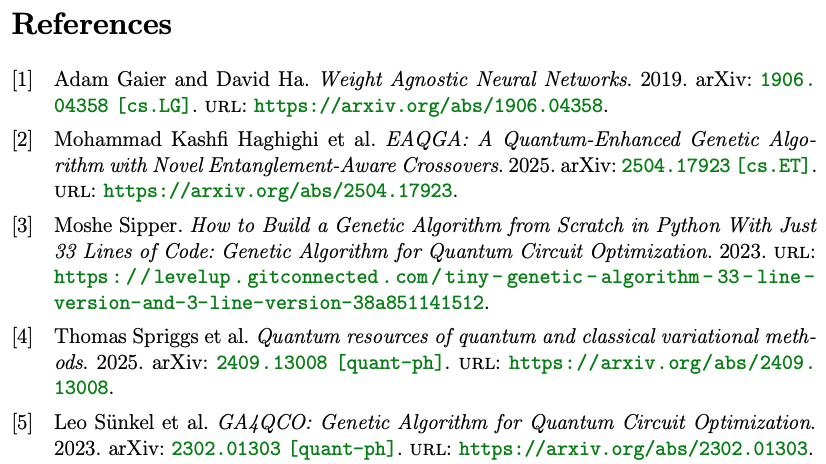 References
[1] Adam Gaier and David Ha. Weight Agnostic Neural Networks. 2019. arXiv: 1906.
04358 [cs.LG]. URL: https://arxiv.org/abs/1906.04358.
[2] Mohammad Kashfi Haghighi et al. EAQGA: A Quantum-Enhanced Genetic Algo-
rithm with Novel Entanglement-Aware Crossovers. 2025. arXiv: 2504.17923 [cs.ET].
URL: https://arxiv.org/abs/2504.17923.
[3] Moshe Sipper. How to Build a Genetic Algorithm from Scratch in Python With Just
33 Lines of Code: Genetic Algorithm for Quantum Circuit Optimization. 2023. URL:
https://levelup.gitconnected.com/tiny-genetic-algorithm-33-line-
version-and-3-line-version-38a851141512.
[4] Thomas Spriggs et al. Quantum resources of quantum and classical variational meth-
ods. 2025. arXiv: 2409.13008 [quant-ph]. URL: https://arxiv.org/abs/2409.
13008.
[5] Leo Sünkel et al. GA4QCO: Genetic Algorithm for Quantum Circuit Optimization.
2023. arXiv: 2302.01303 [quant-ph]. URL: https://arxiv.org/abs/2302.01303.